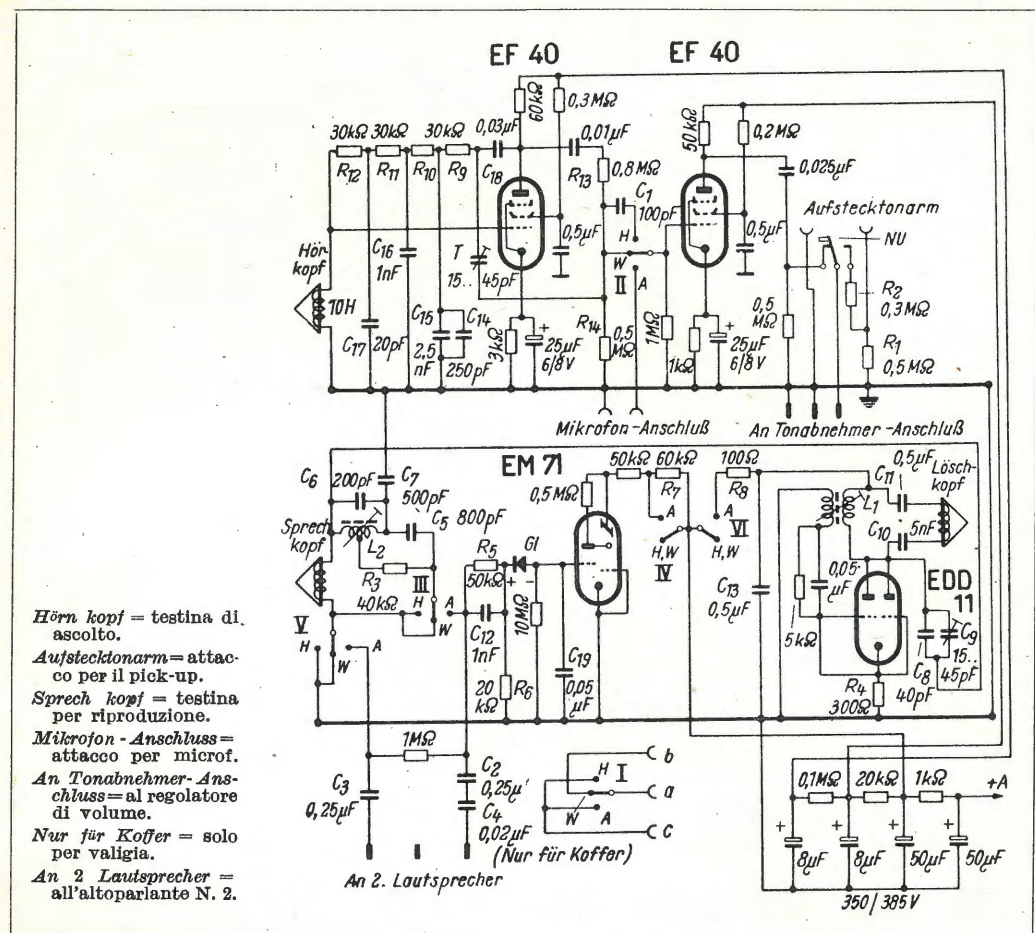 EF 40
EF 40
60kΩ
0,3MΩ
50kΩ
0,2MΩ
30kΩ
30kΩ
30kΩ
0,03µF
0,01µF
R12
R11
R10
R9
C18
R13
0,8MΩ
C1
100pF
0,025µF
Aufstecktonarm
NU
Hör-
kopf
10H
C16
1nF
T
15..
45pF
0,5µF
H
W
II
A
0,5µF
R2
0,3MΩ
C17
20pF
C15
2,5
nF
C14
250pF
3kΩ
+
25µF
6/8V
R14
0,5
MΩ
1MΩ
1kΩ
+
25µF
6/8V
0,5
MΩ
R1
0,5MΩ
Mikrofon-Anschluß
An Tonabnehmer-Anschluß
C6
200pF
C7
500pF
C5
800pF
EM 71
0,5MΩ
50kΩ
60kΩ
R7
100Ω
R8
0,5µF
C11
Lösch-
kopf
Sprech
kopf
L2
R3
40kΩ
III
R5
50kΩ
GI
+ −
A
H,W
IV
A
VI
H,W
L1
C10
5nF
0,05
µF
EDD
11
V
H
W
A
H
A
W
C12
1nF
10MΩ
C13
0,5µF
5kΩ
C9
15..
45pF
C8
40pF
R4
300Ω
20
kΩ
R6
C19
0,05
µF
1MΩ
C3
0,25µF
C2
0,25µ
C4
0,02µF
H
I
W
A
b
a
c
(Nur für Koffer)
An 2. Lautsprecher
0,1MΩ
20kΩ
1kΩ
+A
+
8µF
+
8µF
+
50µF
+
50µF
350/385V
Hörn kopf = testina di
ascolto.
Aufstecktonarm = attac-
co per il pick-up.
Sprech kopf = testina
per riproduzione.
Mikrofon - Anschluss =
attacco per microf.
An Tonabnehmer-Ans-
chluss = al regolatore
di volume.
Nur für Koffer = solo
per valigia.
An 2 Lautsprecher =
all'altoparlante N. 2.